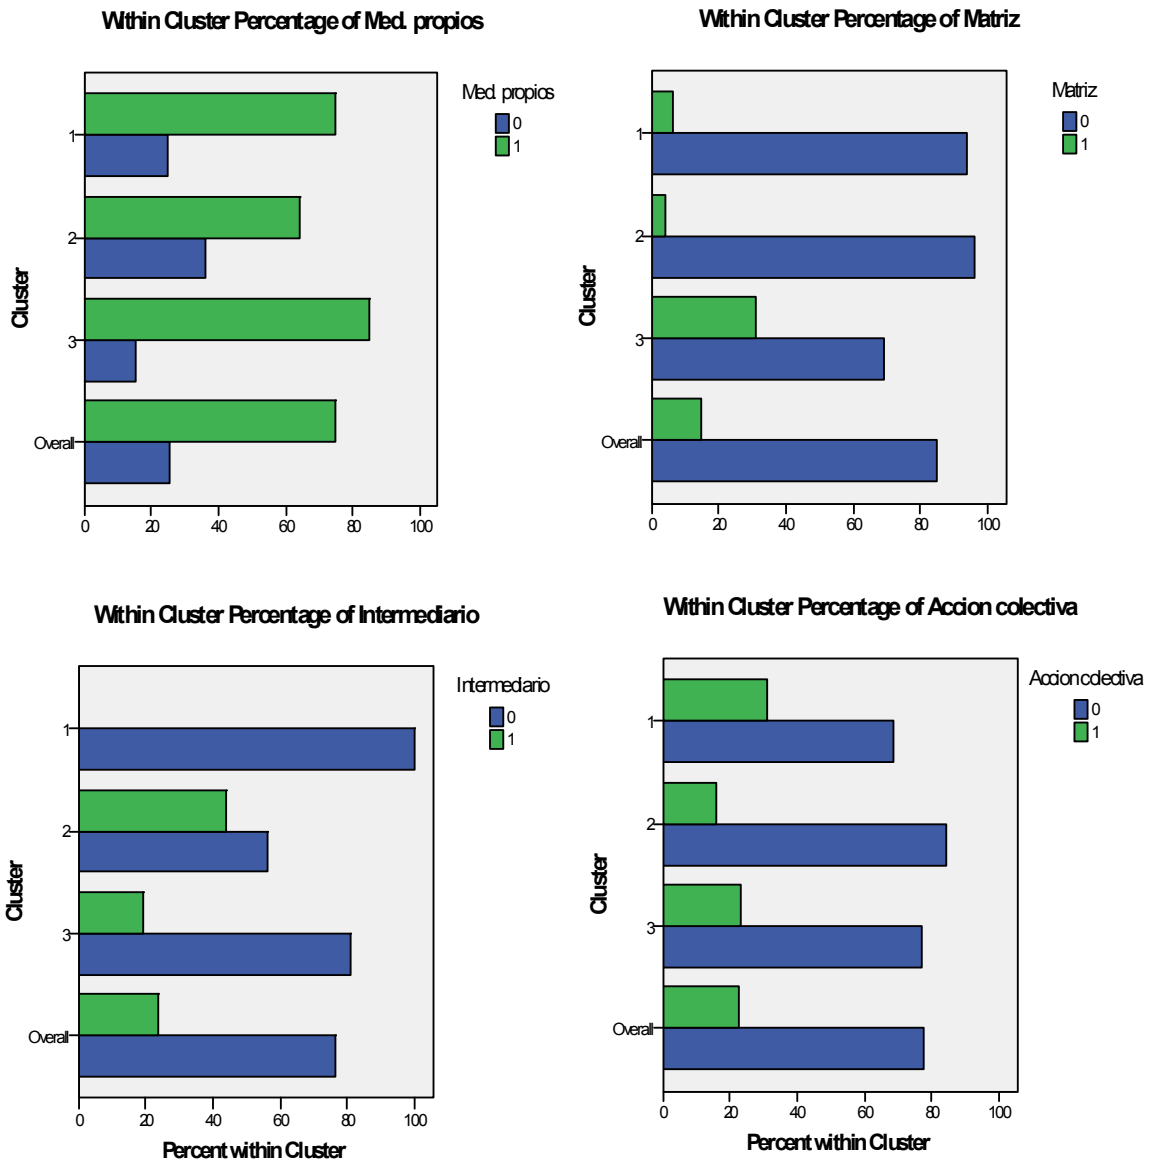 Within Cluster Percentage of Med. propios
Med. propios
0
1
Cluster
1
2
3
Overall
0 20 40 60 80 100
Within Cluster Percentage of Matriz
Matriz
0
1
Cluster
1
2
3
Overall
0 20 40 60 80 100
Within Cluster Percentage of Intermediario
Intermediario
0
1
Cluster
1
2
3
Overall
0 20 40 60 80 100
Percent within Cluster
Within Cluster Percentage of Accion colectiva
Accion colectiva
0
1
Cluster
1
2
3
Overall
0 20 40 60 80 100
Percent within Cluster